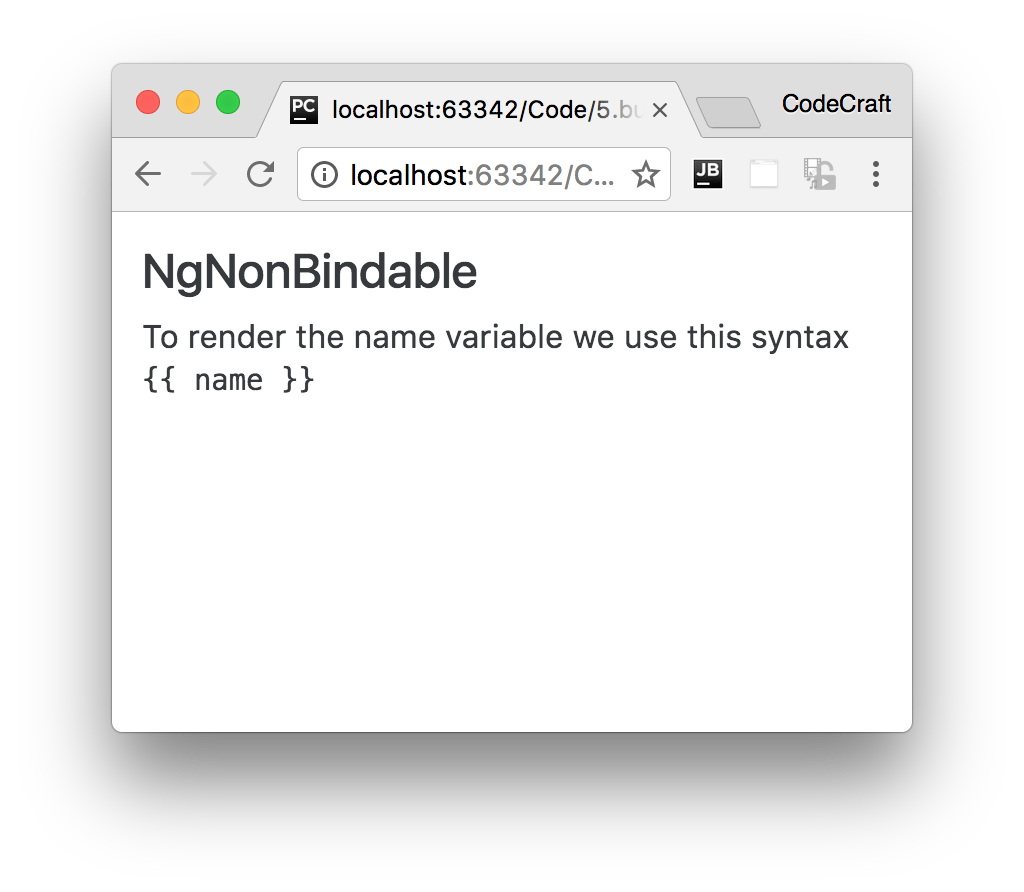 PC
localhost:63342/Code/5.bu
CodeCraft
localhost:63342/C...
JB
NgNonBindable
To render the name variable we use this syntax
{{ name }}